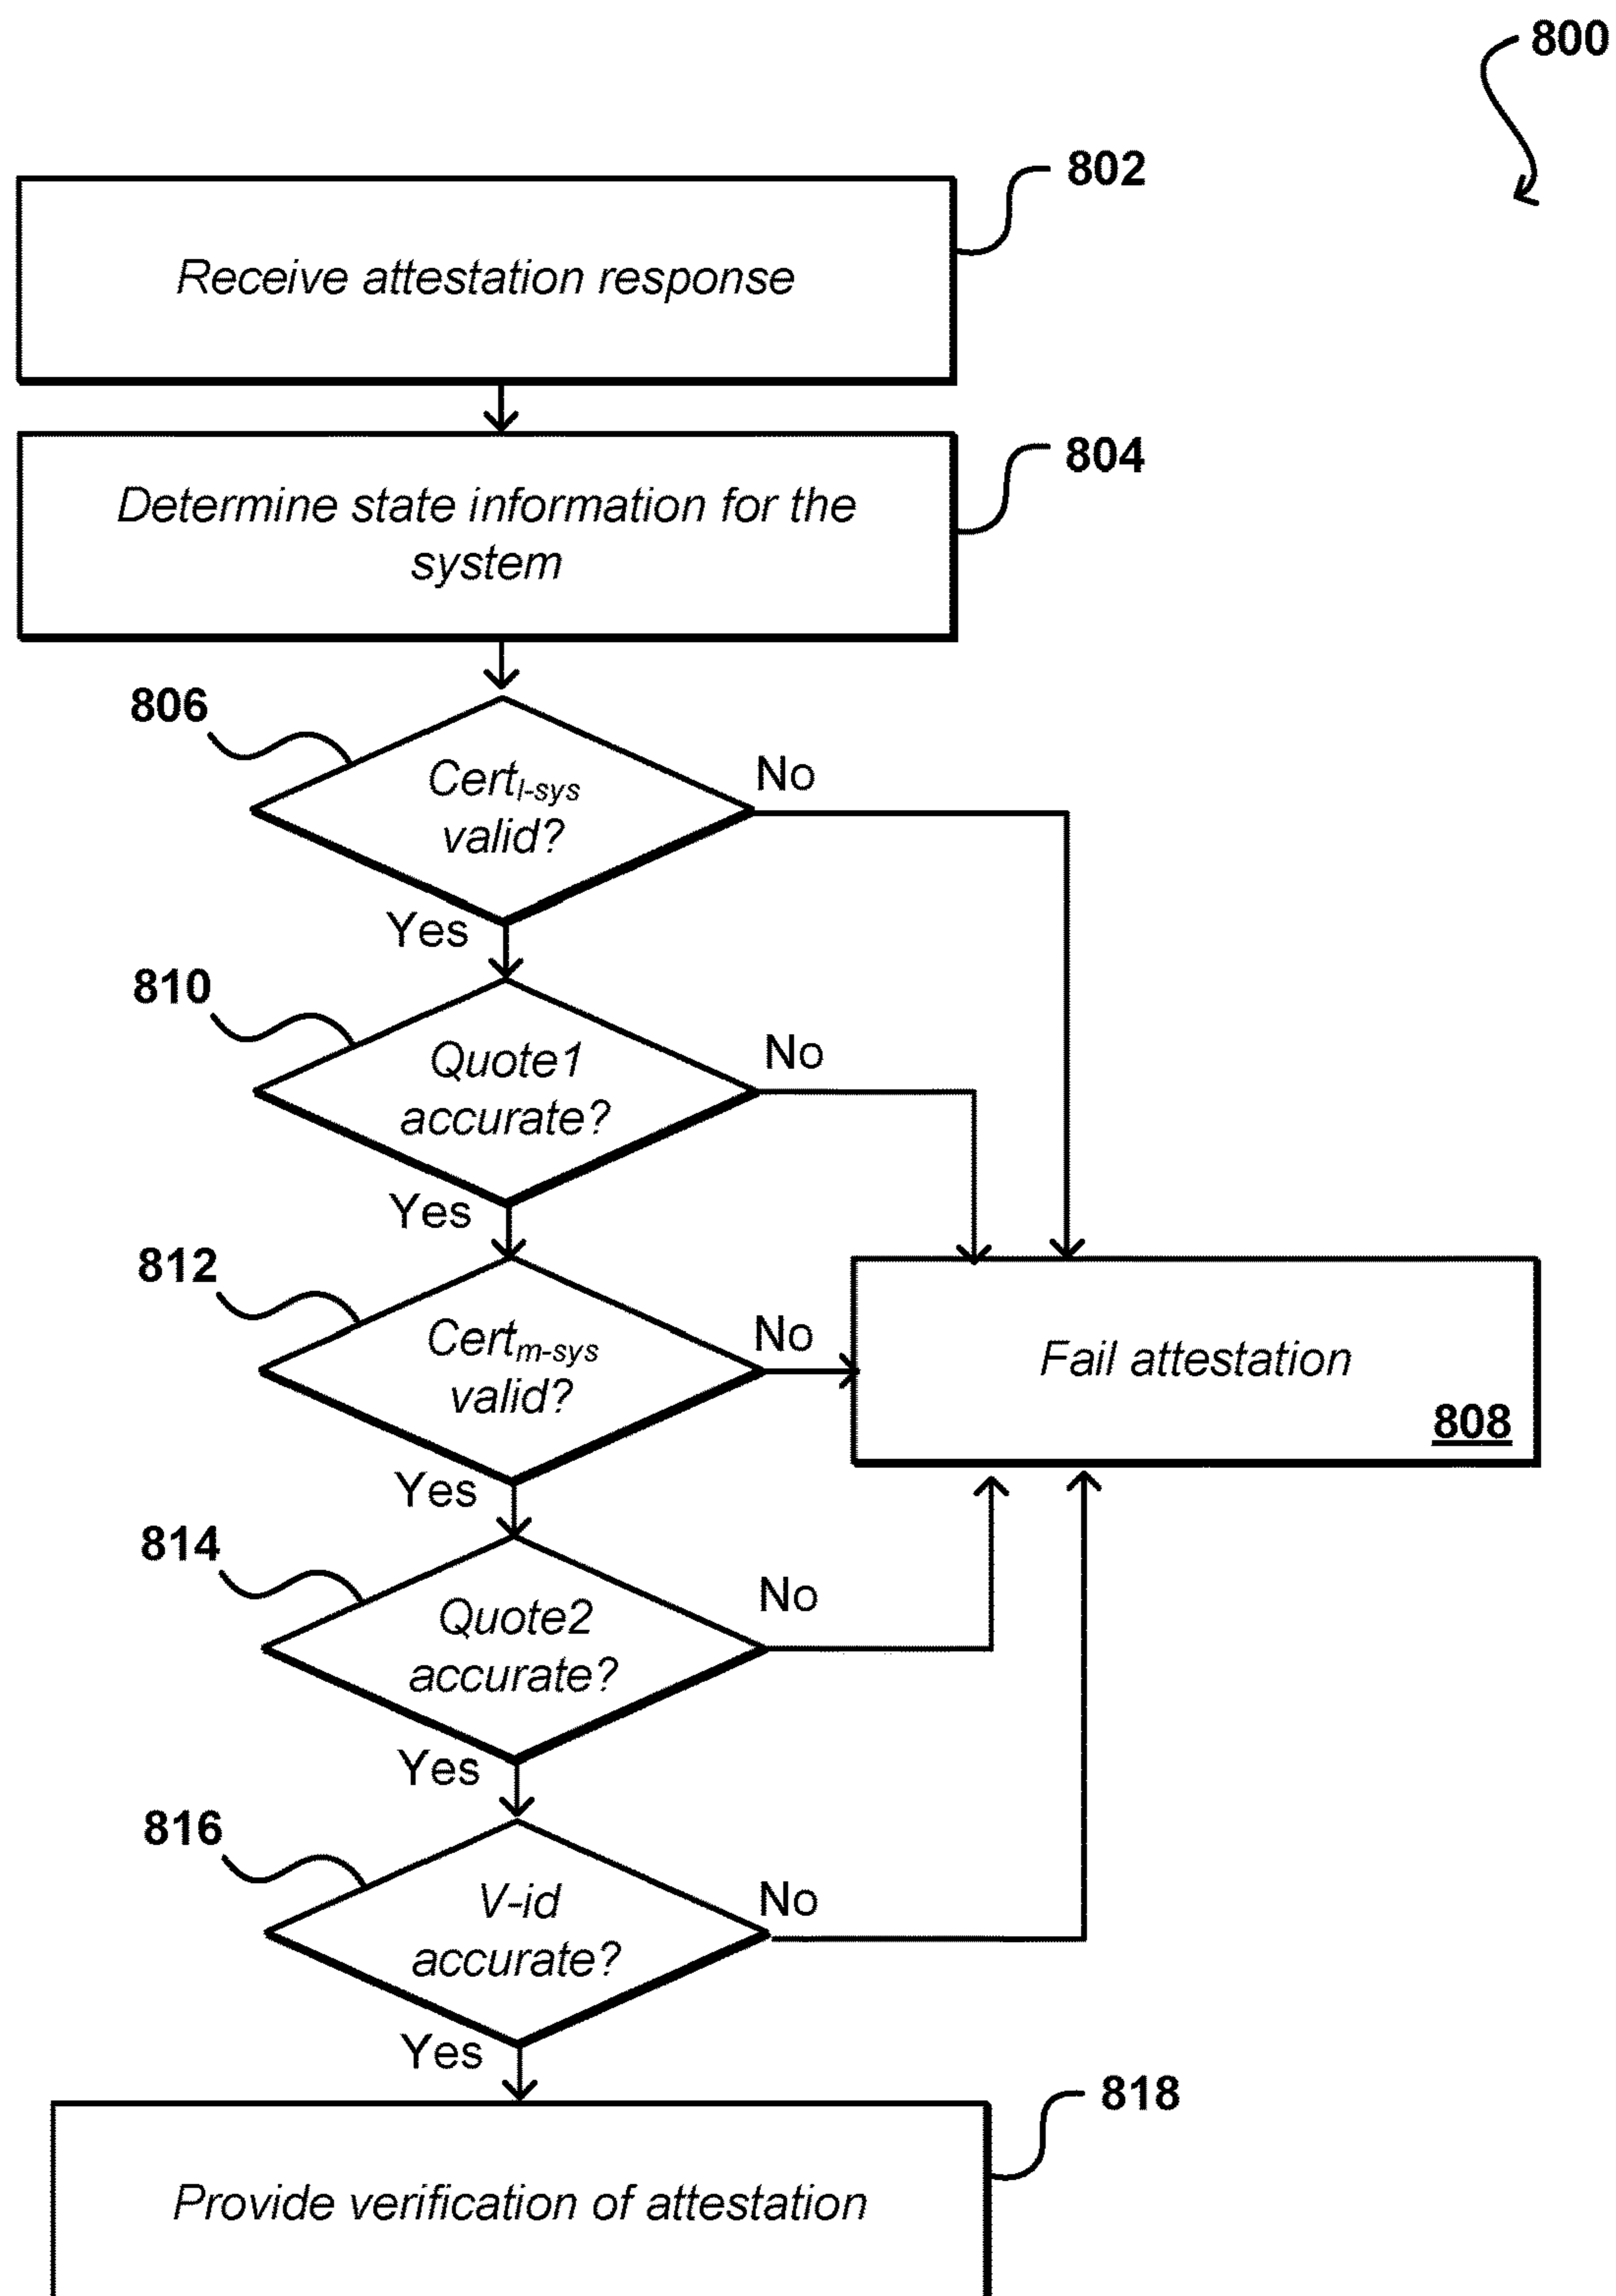 800
802
Receive attestation response
804
Determine state information for the
system
806
Certl-sys
valid?
No
Yes
810
Quote1
accurate?
No
Yes
812
Certm-sys
valid?
No
Fail attestation
808
Yes
814
Quote2
accurate?
No
Yes
816
V-id
accurate?
No
Yes
818
Provide verification of attestation